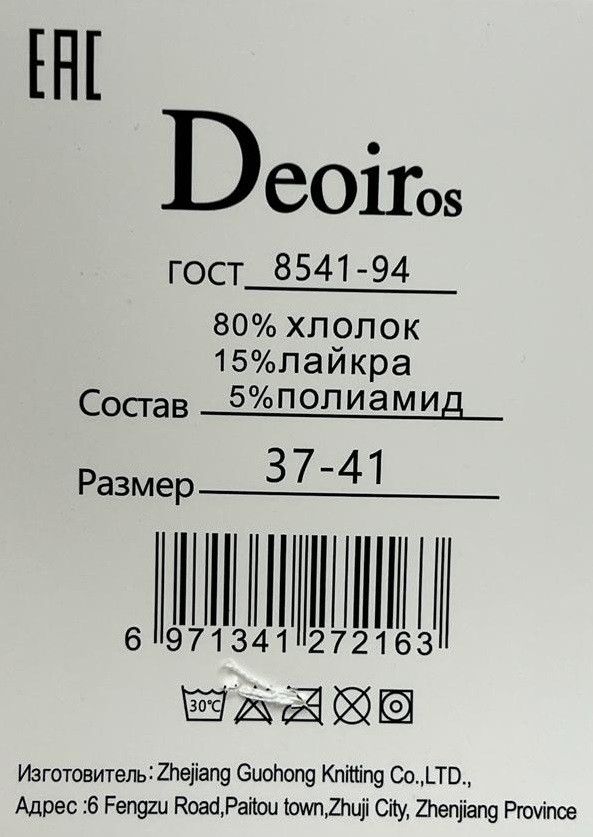 EAC
Deoiros
ГОСТ 8541-94
80% хлолок
15%лайкра
Состав 5%полиамид
Размер 37-41
6 971341 272163
30°C
Изготовитель: Zhejiang Guohong Knitting Co.,LTD.,
Адрес :6 Fengzu Road,Paitou town,Zhuji City, Zhenjiang Province